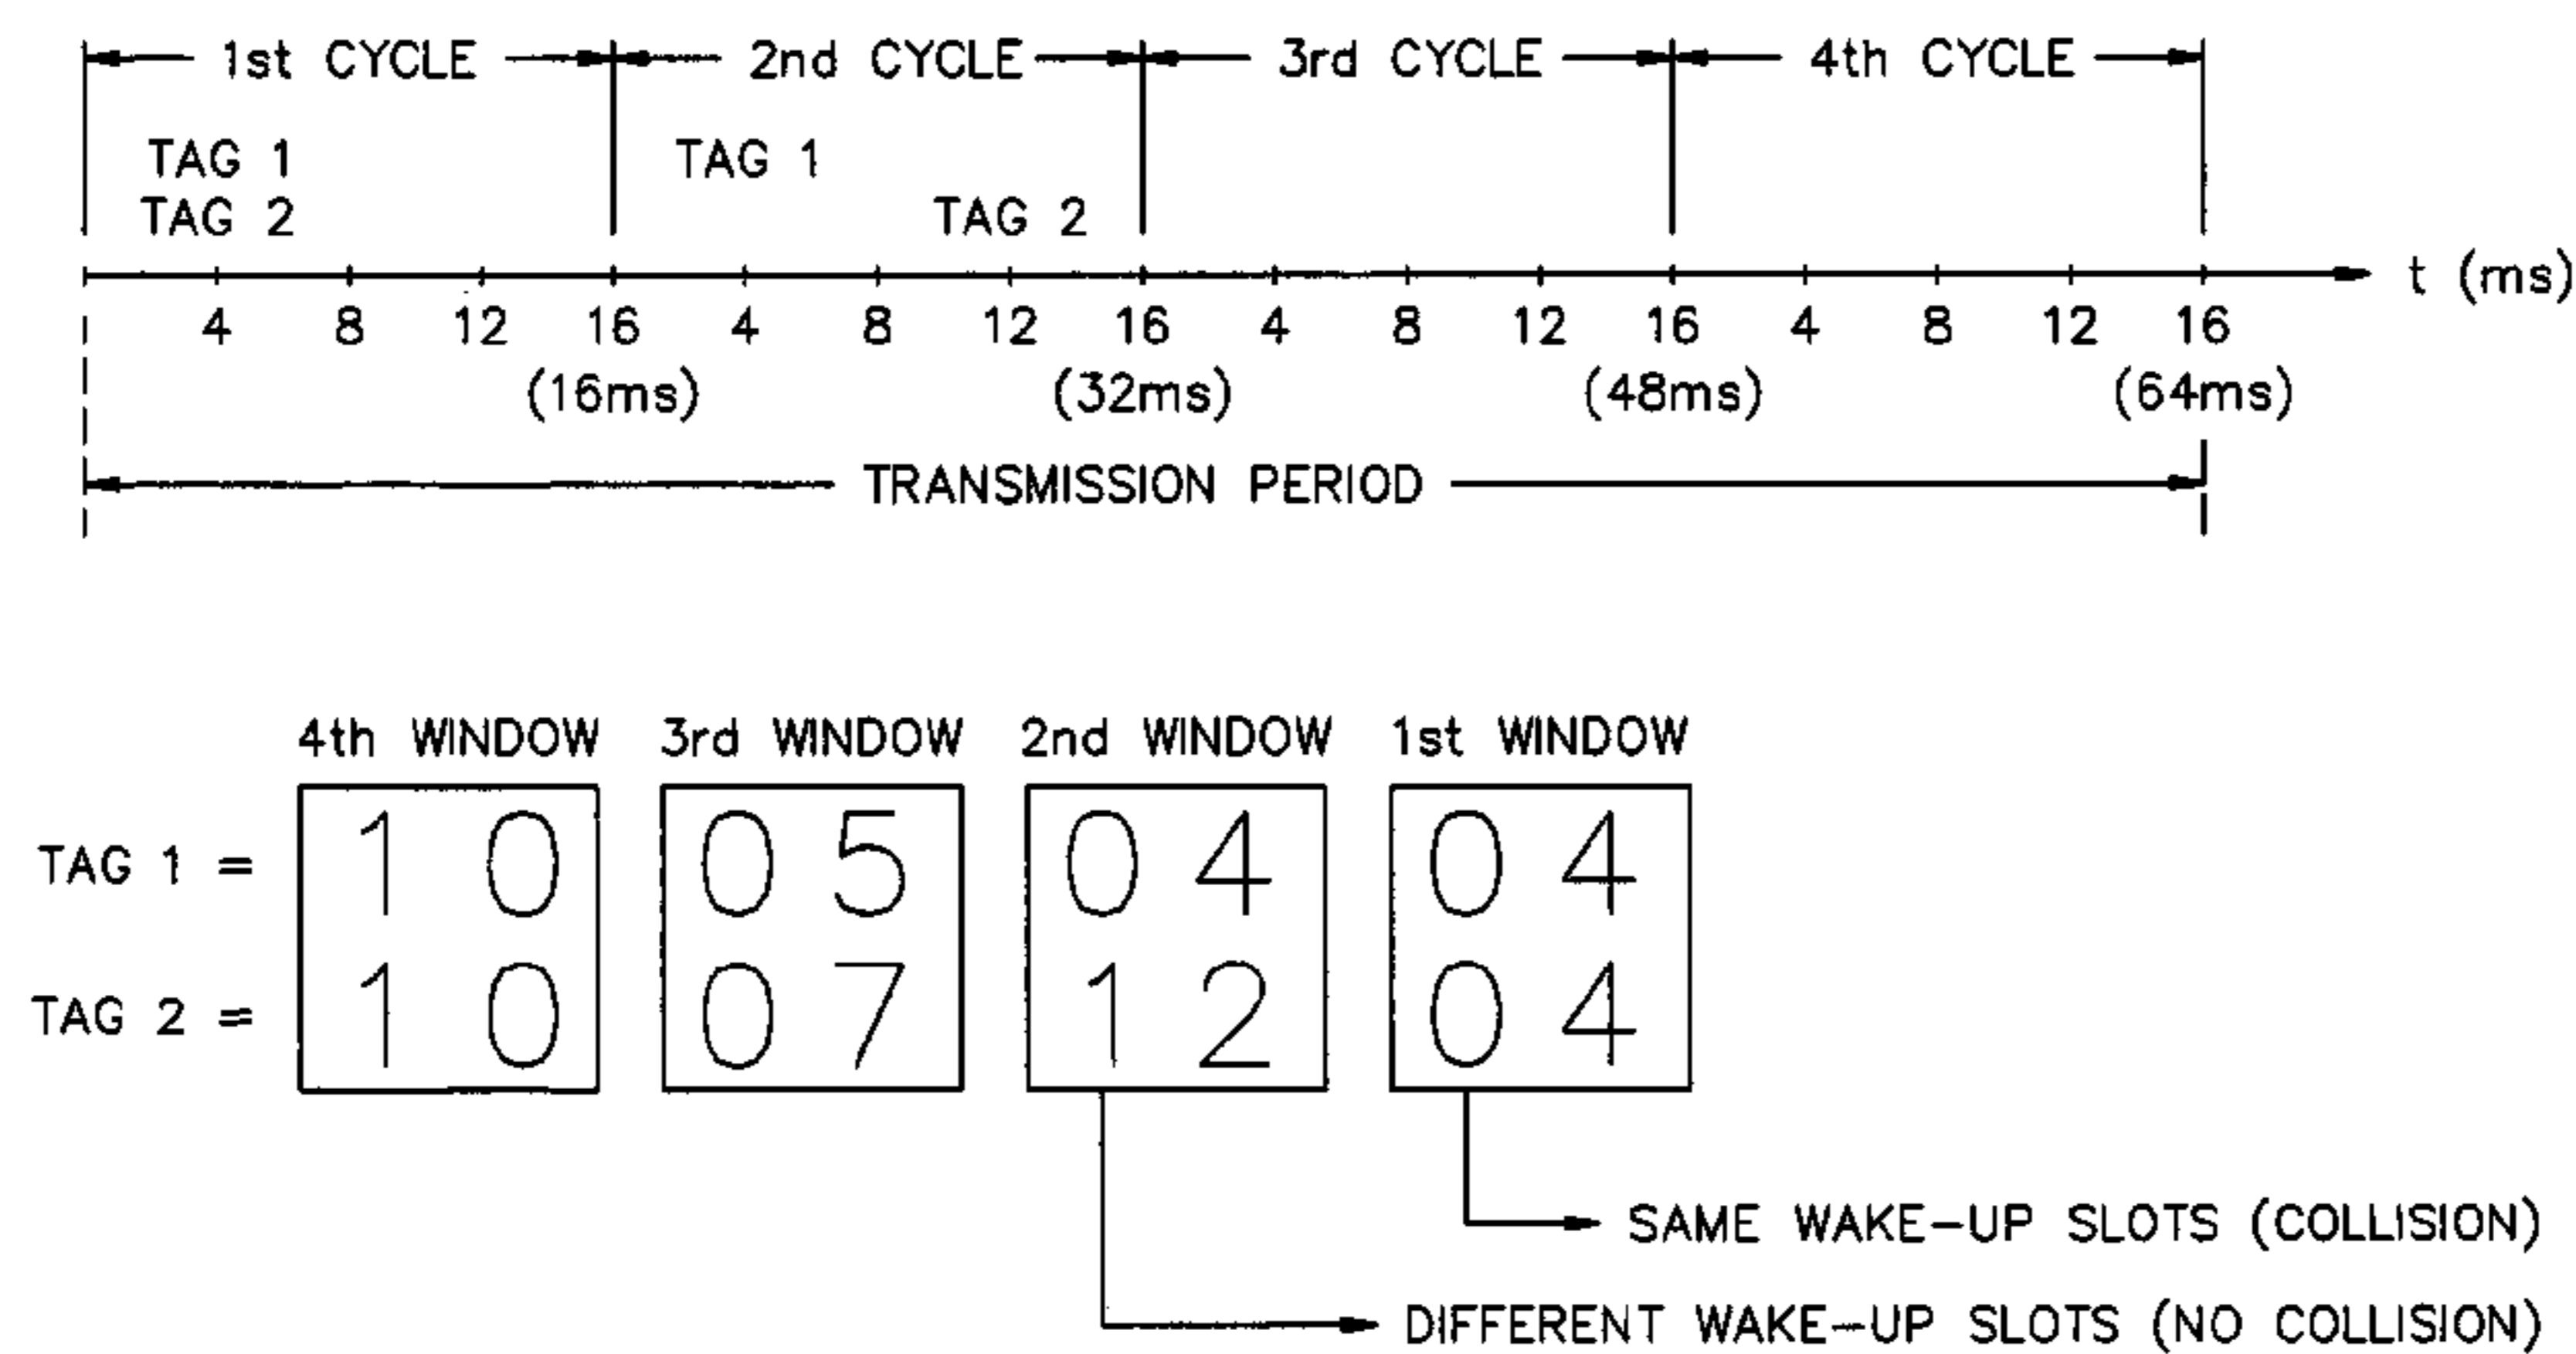 1st CYCLE 2nd CYCLE 3rd CYCLE 4th CYCLE
TAG 1 TAG 1
TAG 2 TAG 2
t (ms)
4 8 12 16 4 8 12 16 4 8 12 16 4 8 12 16
(16ms) (32ms) (48ms) (64ms)
TRANSMISSION PERIOD
4th WINDOW 3rd WINDOW 2nd WINDOW 1st WINDOW
TAG 1 = 1 0 0 5 0 4 0 4
TAG 2 = 1 0 0 7 1 2 0 4
SAME WAKE-UP SLOTS (COLLISION)
DIFFERENT WAKE-UP SLOTS (NO COLLISION)